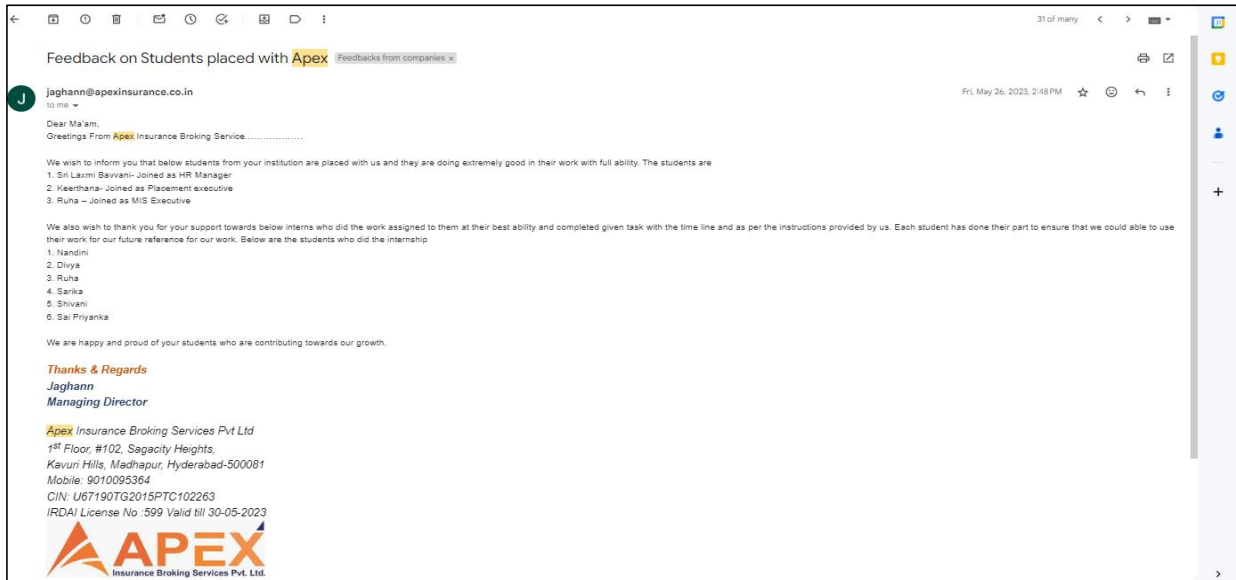 31 of many
Feedback on Students placed with Apex Feedbacks from companies x
J
jaghann@apexinsurance.co.in
Fri, May 26, 2023, 2:48 PM
to me
Dear Ma'am,
Greetings From Apex Insurance Broking Service....................
We wish to inform you that below students from your institution are placed with us and they are doing extremely good in their work with full ability. The students are
1. Sri Laxmi Bavvani- Joined as HR Manager
2. Keerthana- Joined as Placement executive
3. Ruha – Joined as MIS Executive
We also wish to thank you for your support towards below interns who did the work assigned to them at their best ability and completed given task with the time line and as per the instructions provided by us. Each student has done their part to ensure that we could able to use
their work for our future reference for our work. Below are the students who did the internship
1. Nandini
2. Divya
3. Ruha
4. Sarika
5. Shivani
6. Sai Priyanka
We are happy and proud of your students who are contributing towards our growth.
Thanks & Regards
Jaghann
Managing Director
Apex Insurance Broking Services Pvt Ltd
1st Floor, #102, Sagacity Heights,
Kavuri Hills, Madhapur, Hyderabad-500081
Mobile: 9010095364
CIN: U67190TG2015PTC102263
IRDAI License No :599 Valid till 30-05-2023
APEX
Insurance Broking Services Pvt. Ltd.